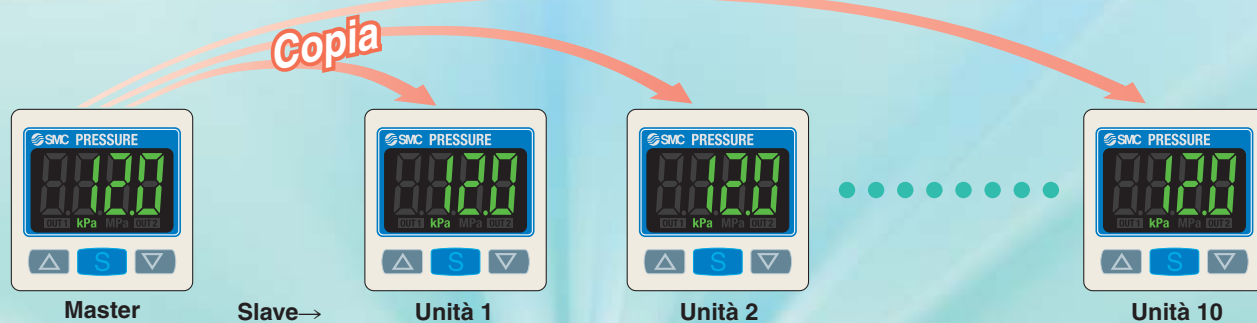 Copia
SMC PRESSURE
12.0
OUT1 kPa MPa OUT2
S
Master
Slave→
SMC PRESSURE
12.0
OUT1 kPa MPa OUT2
S
Unità 1
SMC PRESSURE
12.0
OUT1 kPa MPa OUT2
S
Unità 2
SMC PRESSURE
12.0
OUT1 kPa MPa OUT2
S
Unità 10